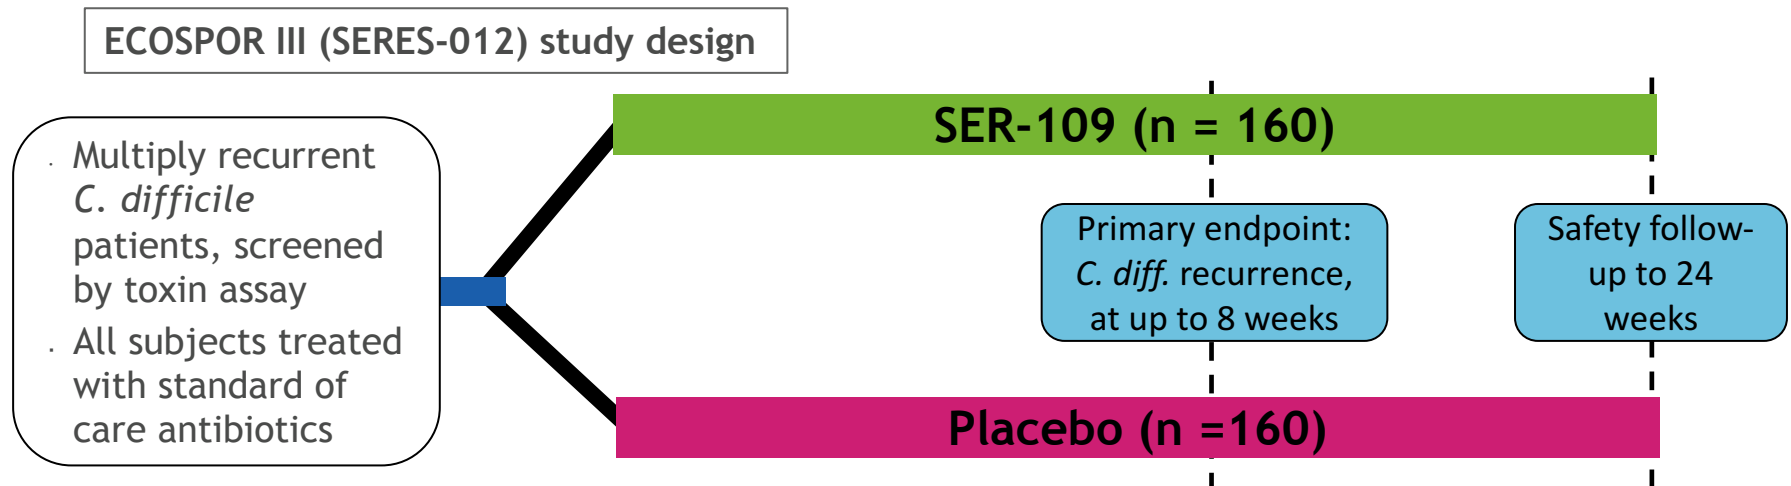 ECOSPOR III (SERES-012) study design
SER-109 (n = 160)
· Multiply recurrent
C. difficile
patients, screened
by toxin assay
· All subjects treated
with standard of
care antibiotics
Primary endpoint:
C. diff. recurrence,
at up to 8 weeks
Safety follow-
up to 24
weeks
Placebo (n =160)